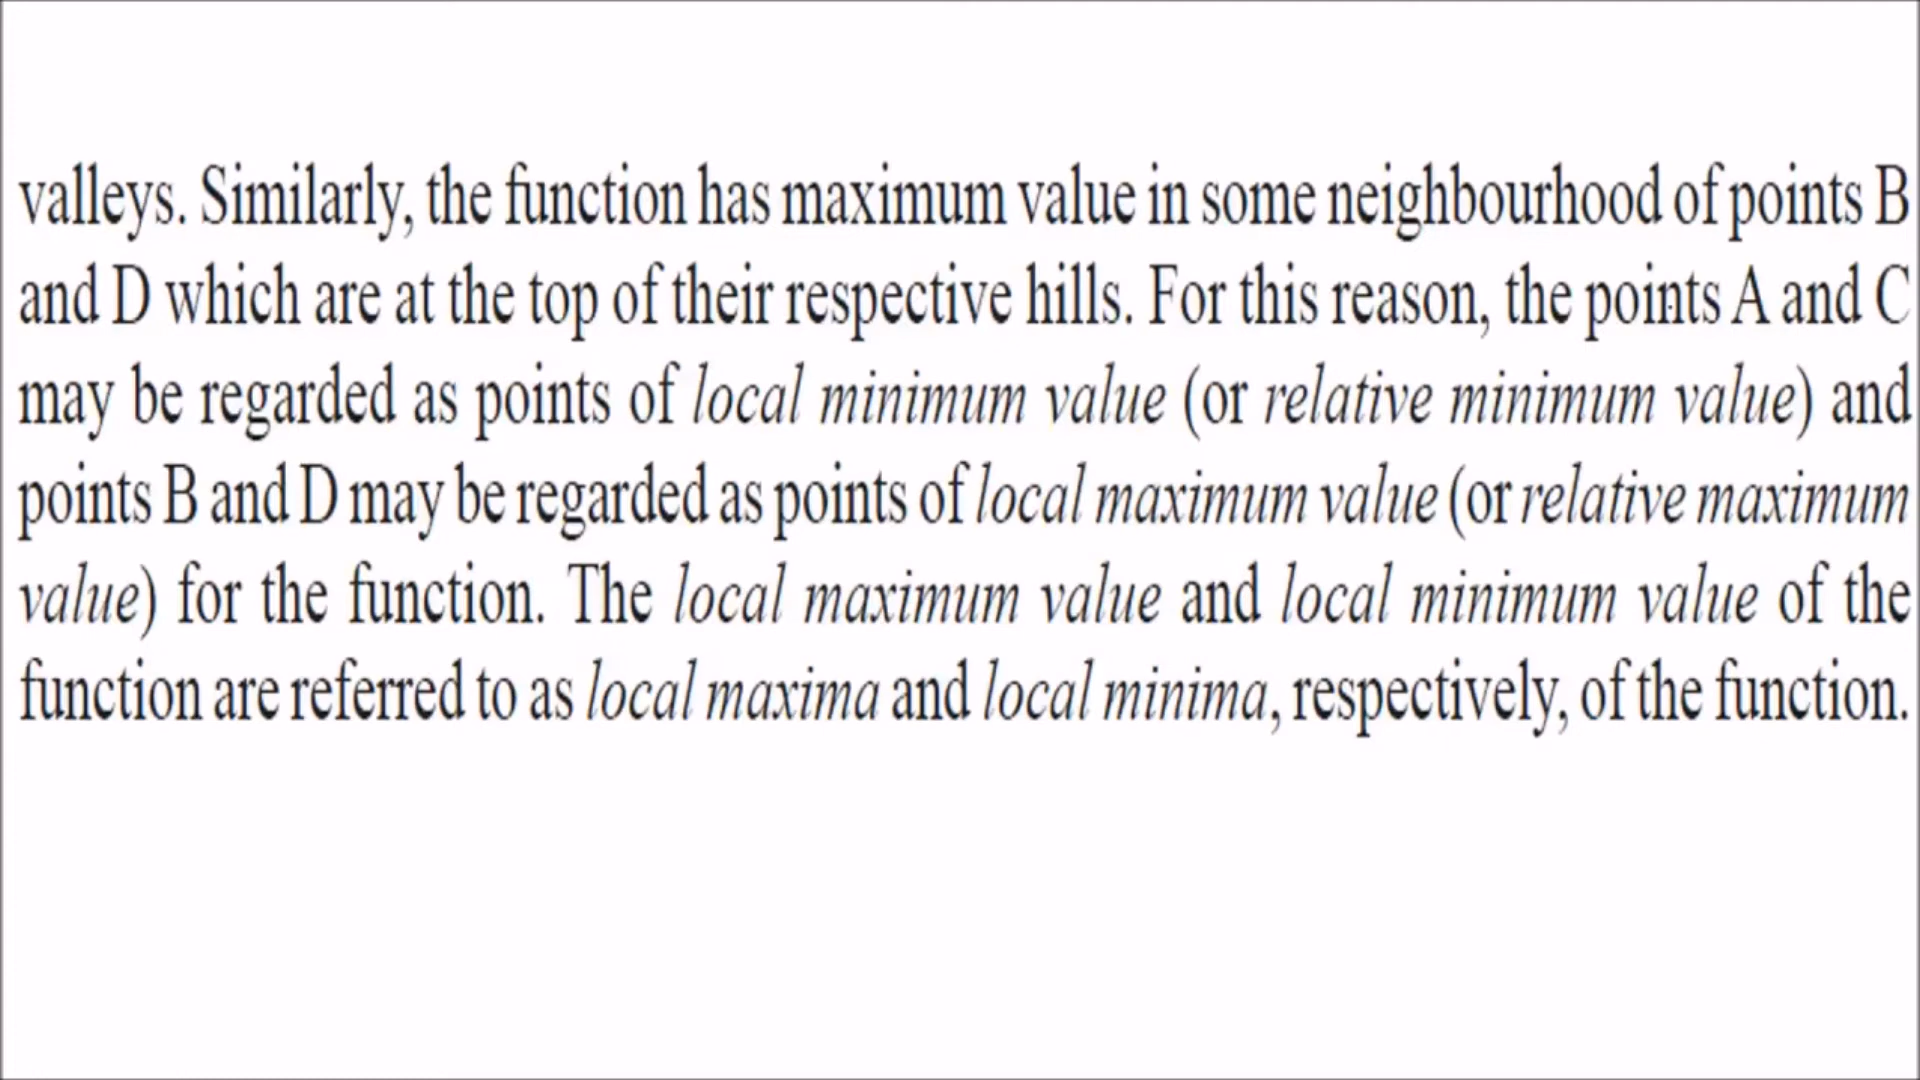 valleys. Similarly, the function has maximum value in some neighbourhood of points B
and D which are at the top of their respective hills. For this reason, the points A and C
may be regarded as points of local minimum value (or relative minimum value) and
points B and D may be regarded as points of local maximum value (or relative maximum
value) for the function. The local maximum value and local minimum value of the
function are referred to as local maxima and local minima, respectively, of the function.